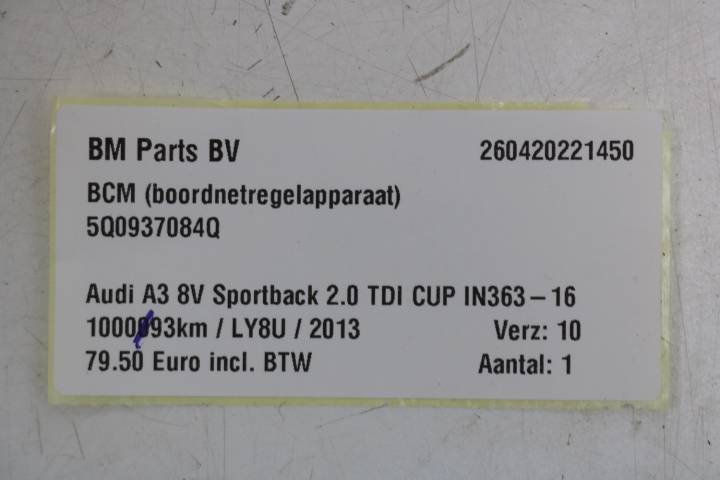 BM Parts BV 260420221450
BCM (boordnetregelapparaat)
5Q0937084Q
Audi A3 8V Sportback 2.0 TDI CUP IN363-16
1000093km / LY8U / 2013 Verz: 10
79.50 Euro incl. BTW Aantal: 1